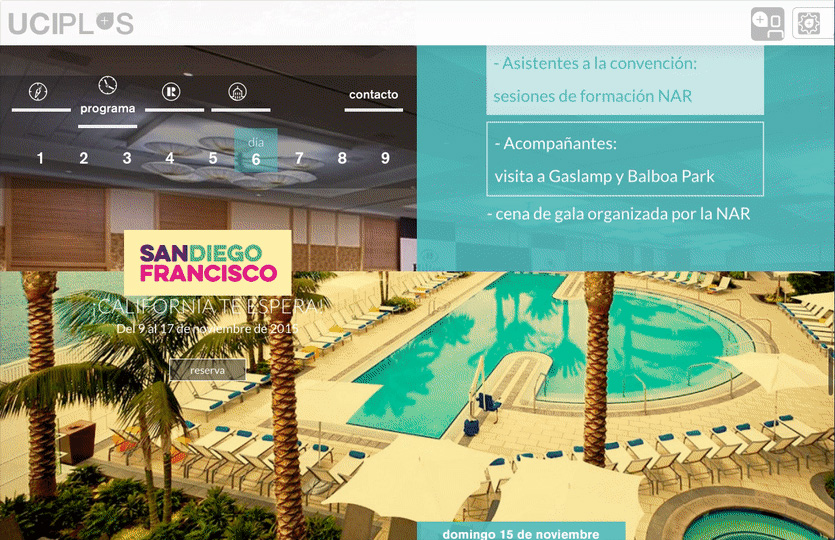 UCIPLUS
- Asistentes a la convención:
sesiones de formación NAR
programa
contacto
día
1 2 3 4 5 6 7 8 9
- Acompañantes:
visita a Gaslamp y Balboa Park
- cena de gala organizada por la NAR
SANDIEGO
FRANCISCO
¡CALIFORNIA TE ESPERA!
Del 9 al 17 de noviembre de 2015
reserva
domingo 15 de noviembre